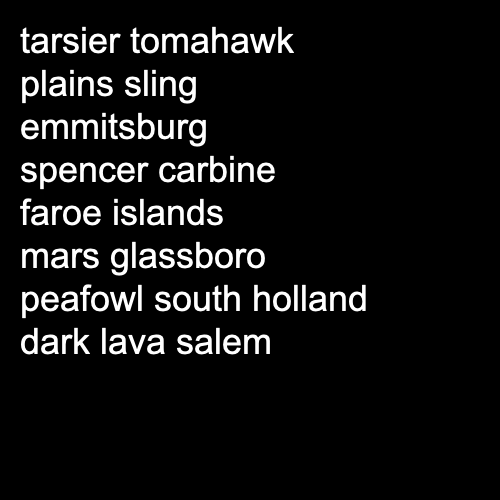 tarsier tomahawk
plains sling
emmitsburg
spencer carbine
faroe islands
mars glassboro
peafowl south holland
dark lava salem